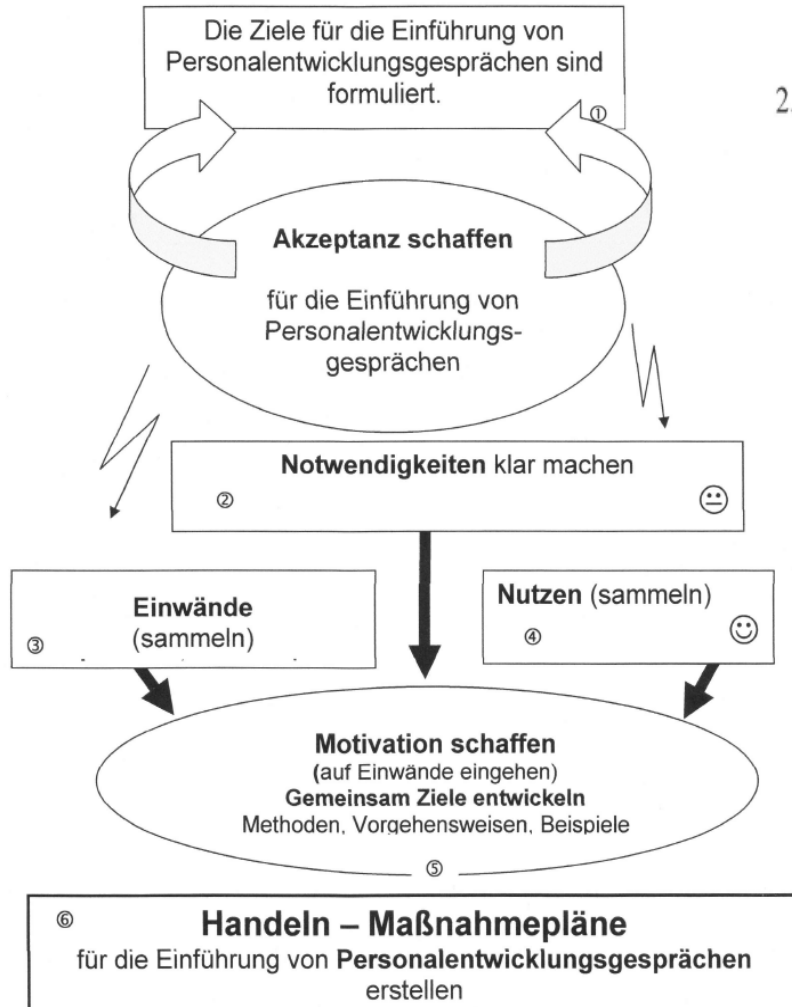 Die Ziele für die Einführung von
Personalentwicklungsgesprächen sind
formuliert.
①
2.
Akzeptanz schaffen
für die Einführung von
Personalentwicklungs-
gesprächen
Notwendigkeiten klar machen
②
Einwände
(sammeln)
③
Nutzen (sammeln)
④
Motivation schaffen
(auf Einwände eingehen)
Gemeinsam Ziele entwickeln
Methoden, Vorgehensweisen, Beispiele
⑤
⑥ Handeln – Maßnahmepläne
für die Einführung von Personalentwicklungsgesprächen
erstellen